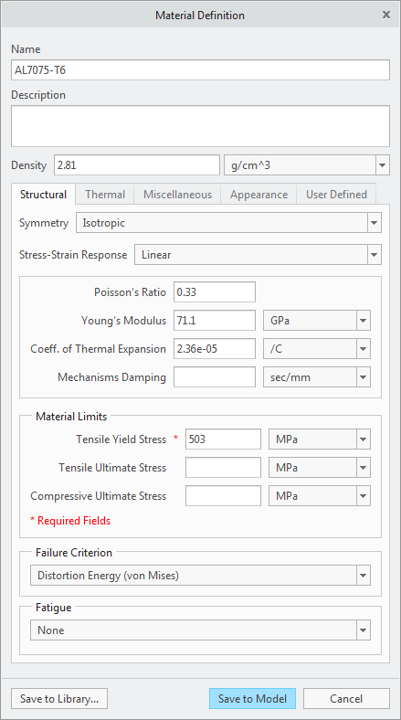 Material Definition
Name
AL7075-T6
Description
Density 2.81 g/cm^3
Structural Thermal Miscellaneous Appearance User Defined
Symmetry Isotropic
Stress-Strain Response Linear
Poisson's Ratio 0.33
Young's Modulus 71.1 GPa
Coeff. of Thermal Expansion 2.36e-05 /C
Mechanisms Damping sec/mm
Material Limits
Tensile Yield Stress * 503 MPa
Tensile Ultimate Stress MPa
Compressive Ultimate Stress MPa
* Required Fields
Failure Criterion
Distortion Energy (von Mises)
Fatigue
None
Save to Library... Save to Model Cancel